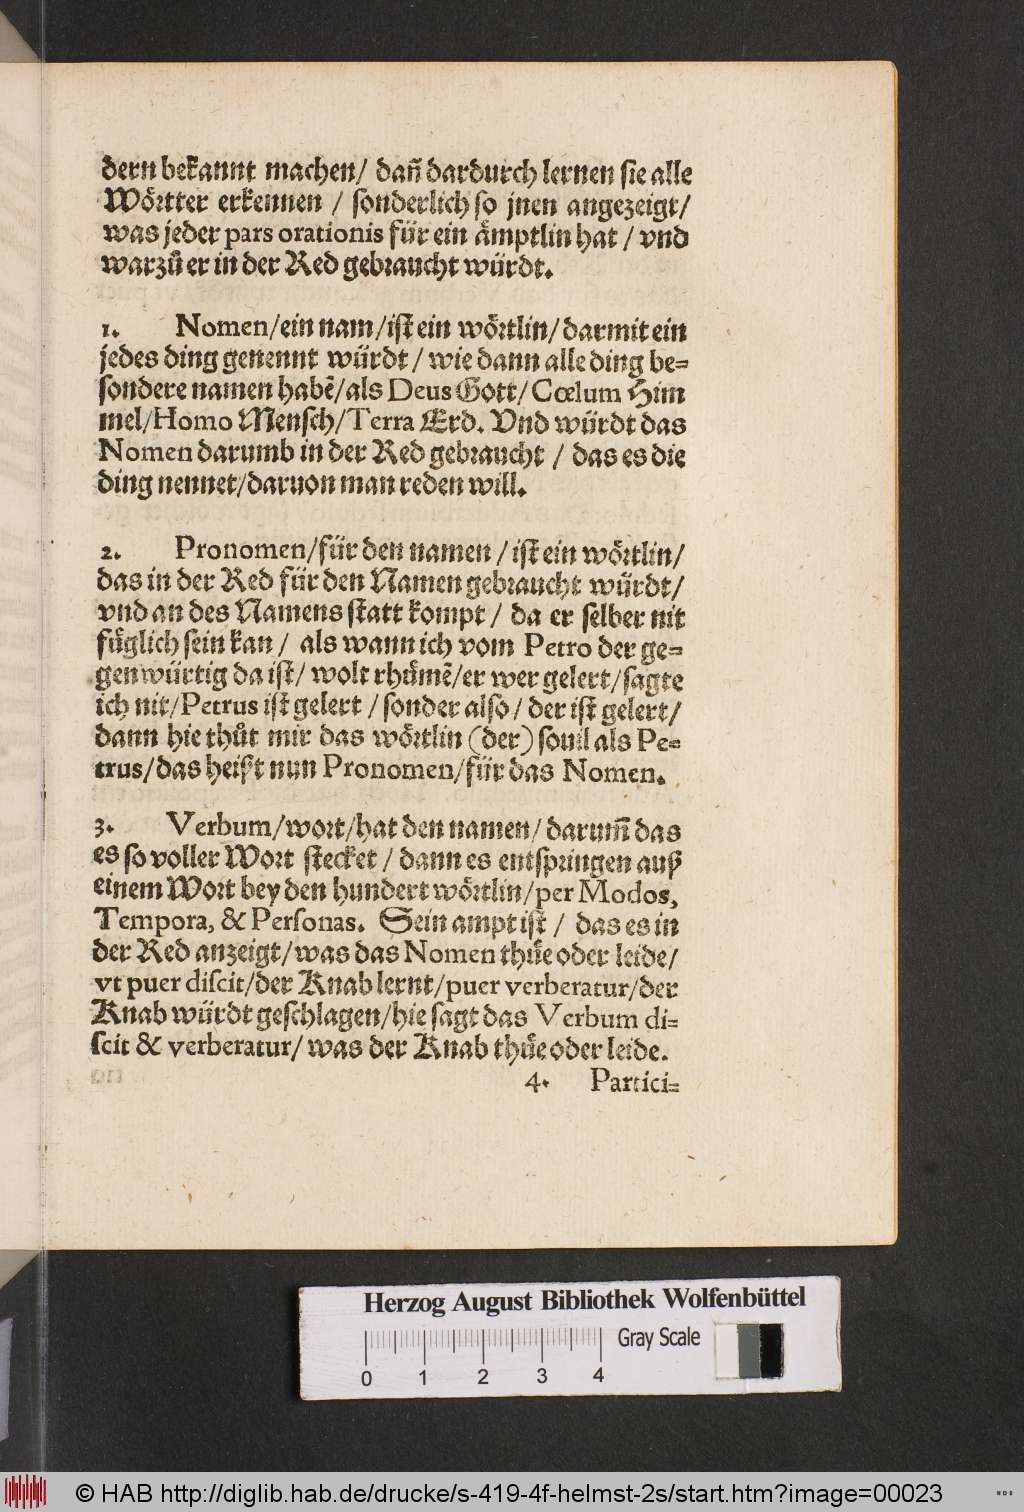 dern bekannt machen/ dañ dardurch lernen sie alle
Wörtter erkennen / sonderlich so jnen angezeigt/
was jeder pars orationis für ein ämptlin hat / vnd
warzů er in der Red gebraucht würdt.
1. Nomen/ein nam/ist ein wörtlin/darmit ein
jedes ding genennt würdt / wie dann alle ding be=
sondere namen habẽ/als Deus Gott/Cœlum Him
mel/Homo Mensch/Terra Erd. Vnd würdt das
Nomen darumb in der Red gebraucht / das es die
ding nennet/daruon man reden will.
2. Pronomen/für den namen / ist ein wörtlin/
das in der Red für den Namen gebraucht würdt/
vnd an des Namens statt kompt / da er selber nit
füglich sein kan / als wann ich vom Petro der ge=
genwürtig da ist/ wolt rhůmẽ/er wer gelert/sagte
ich nit/Petrus ist gelert / sonder also / der ist gelert/
dann hie thůt mir das wörtlin (der) souil als Pe=
trus/das heißt nun Pronomen/für das Nomen.
3. Verbum/wort/hat den namen/ darum̃ das
es so voller Wort stecket / dann es entspringen auß
einem Wort bey den hundert wörtlin/per Modos,
Tempora, & Personas. Sein ampt ist / das es in
der Red anzeigt/was das Nomen thüe oder leide/
vt puer discit/der Knab lernt/puer verberatur/der
Knab würdt geschlagen/hie sagt das Verbum di=
scit & verberatur/ was der Knab thüe oder leide.
4. Partici=
Herzog August Bibliothek Wolfenbüttel
Gray Scale
0 1 2 3 4
© HAB http://diglib.hab.de/drucke/s-419-4f-helmst-2s/start.htm?image=00023